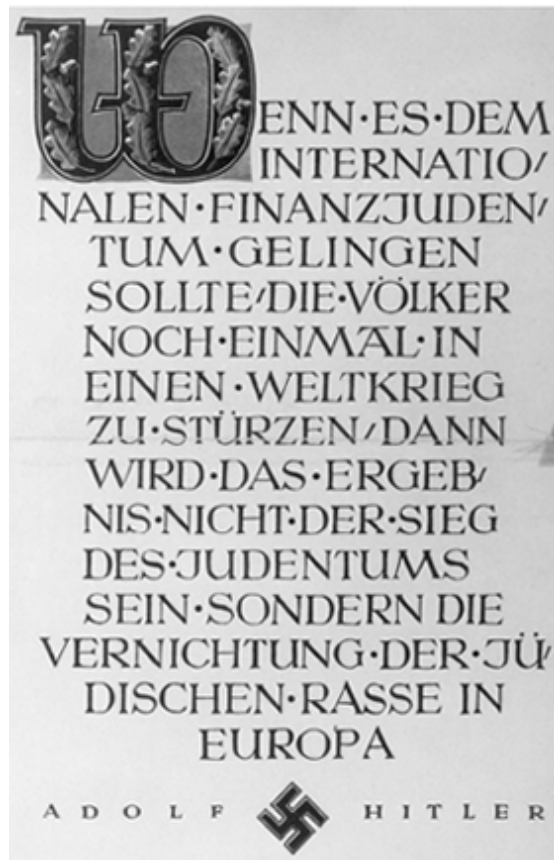 WENN·ES·DEM
INTERNATIO/
NALEN·FINANZJUDEN/
TUM·GELINGEN
SOLLTE/DIE·VÖLKER
NOCH·EINMAL·IN
EINEN·WELTKRIEG
ZU·STÜRZEN/DANN
WIRD·DAS·ERGEB/
NIS·NICHT·DER·SIEG
DES·JUDENTUMS
SEIN·SONDERN DIE
VERNICHTUNG·DER·JÜ/
DISCHEN·RASSE IN
EUROPA
ADOLF HITLER